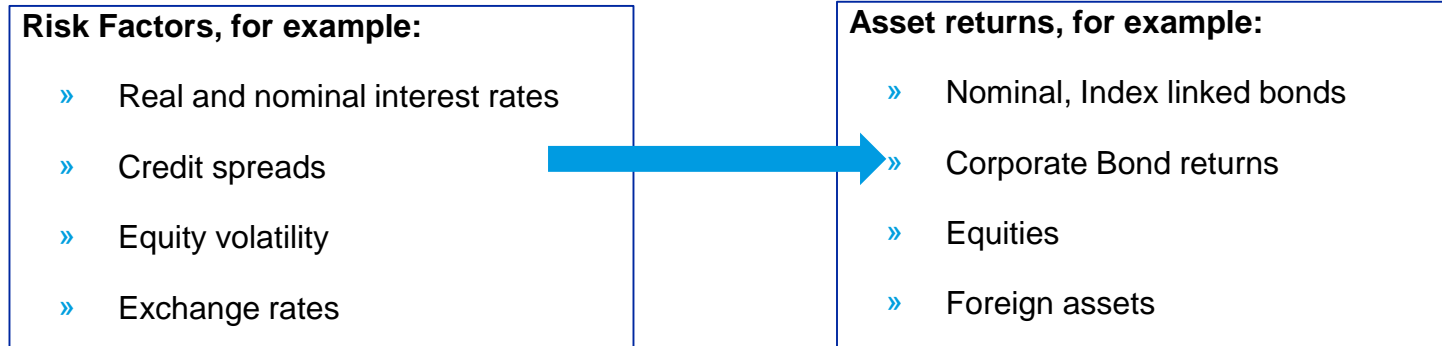 Risk Factors, for example:
» Real and nominal interest rates
» Credit spreads
» Equity volatility
» Exchange rates
Asset returns, for example:
» Nominal, Index linked bonds
» Corporate Bond returns
» Equities
» Foreign assets